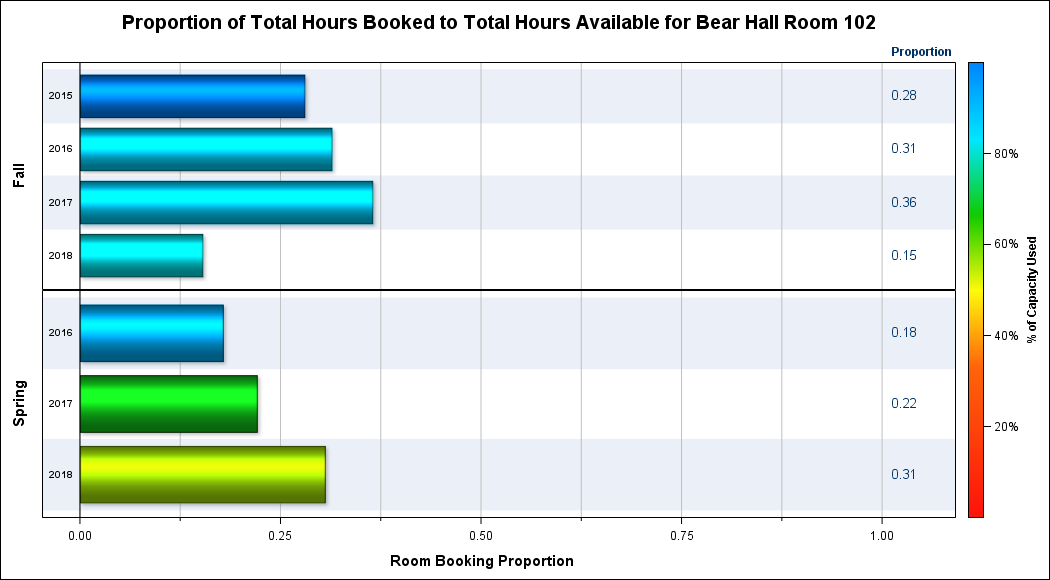 Proportion of Total Hours Booked to Total Hours Available for Bear Hall Room 102
Proportion
Fall
2015 0.28
2016 0.31
2017 0.36
2018 0.15
Spring
2016 0.18
2017 0.22
2018 0.31
0.00 0.25 0.50 0.75 1.00
Room Booking Proportion
80%
60%
40%
20%
% of Capacity Used